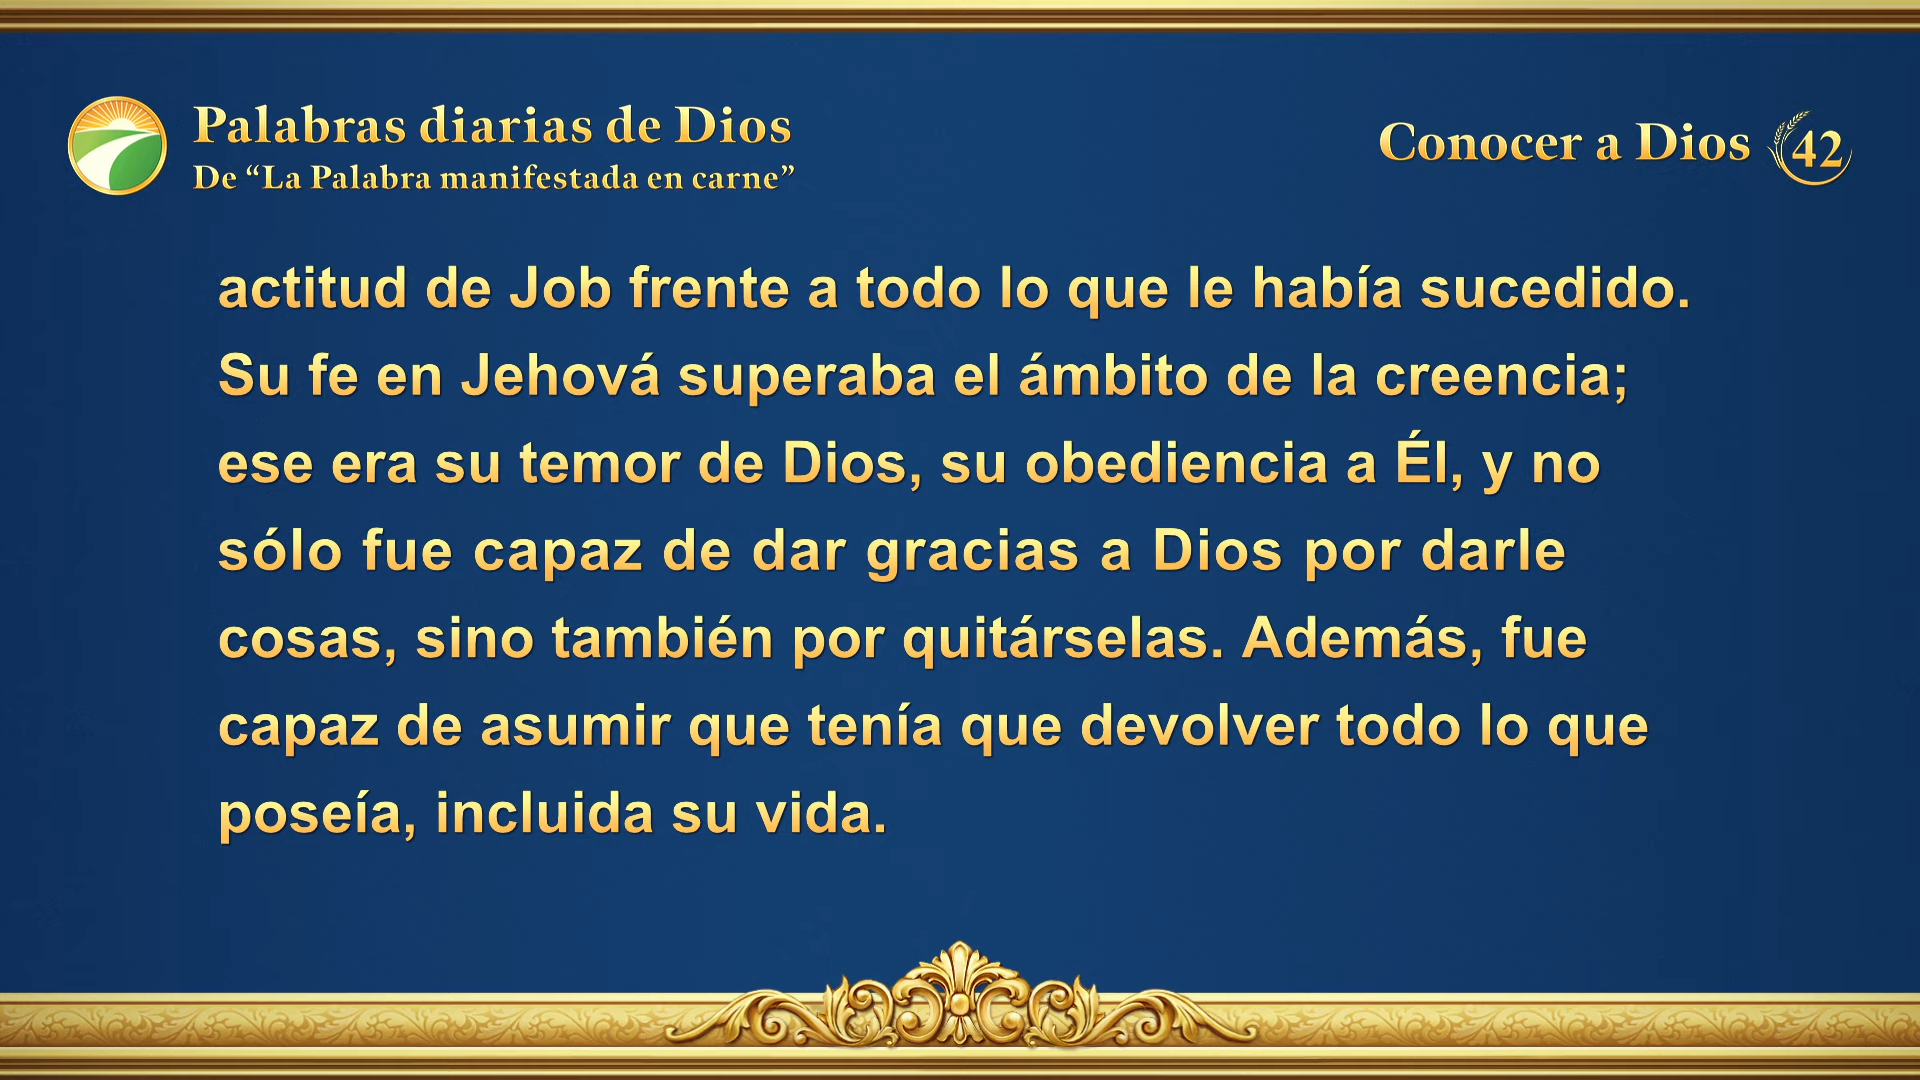 Palabras diarias de Dios
De “La Palabra manifestada en carne”
Conocer a Dios 42
actitud de Job frente a todo lo que le había sucedido.
Su fe en Jehová superaba el ámbito de la creencia;
ese era su temor de Dios, su obediencia a Él, y no
sólo fue capaz de dar gracias a Dios por darle
cosas, sino también por quitárselas. Además, fue
capaz de asumir que tenía que devolver todo lo que
poseía, incluida su vida.